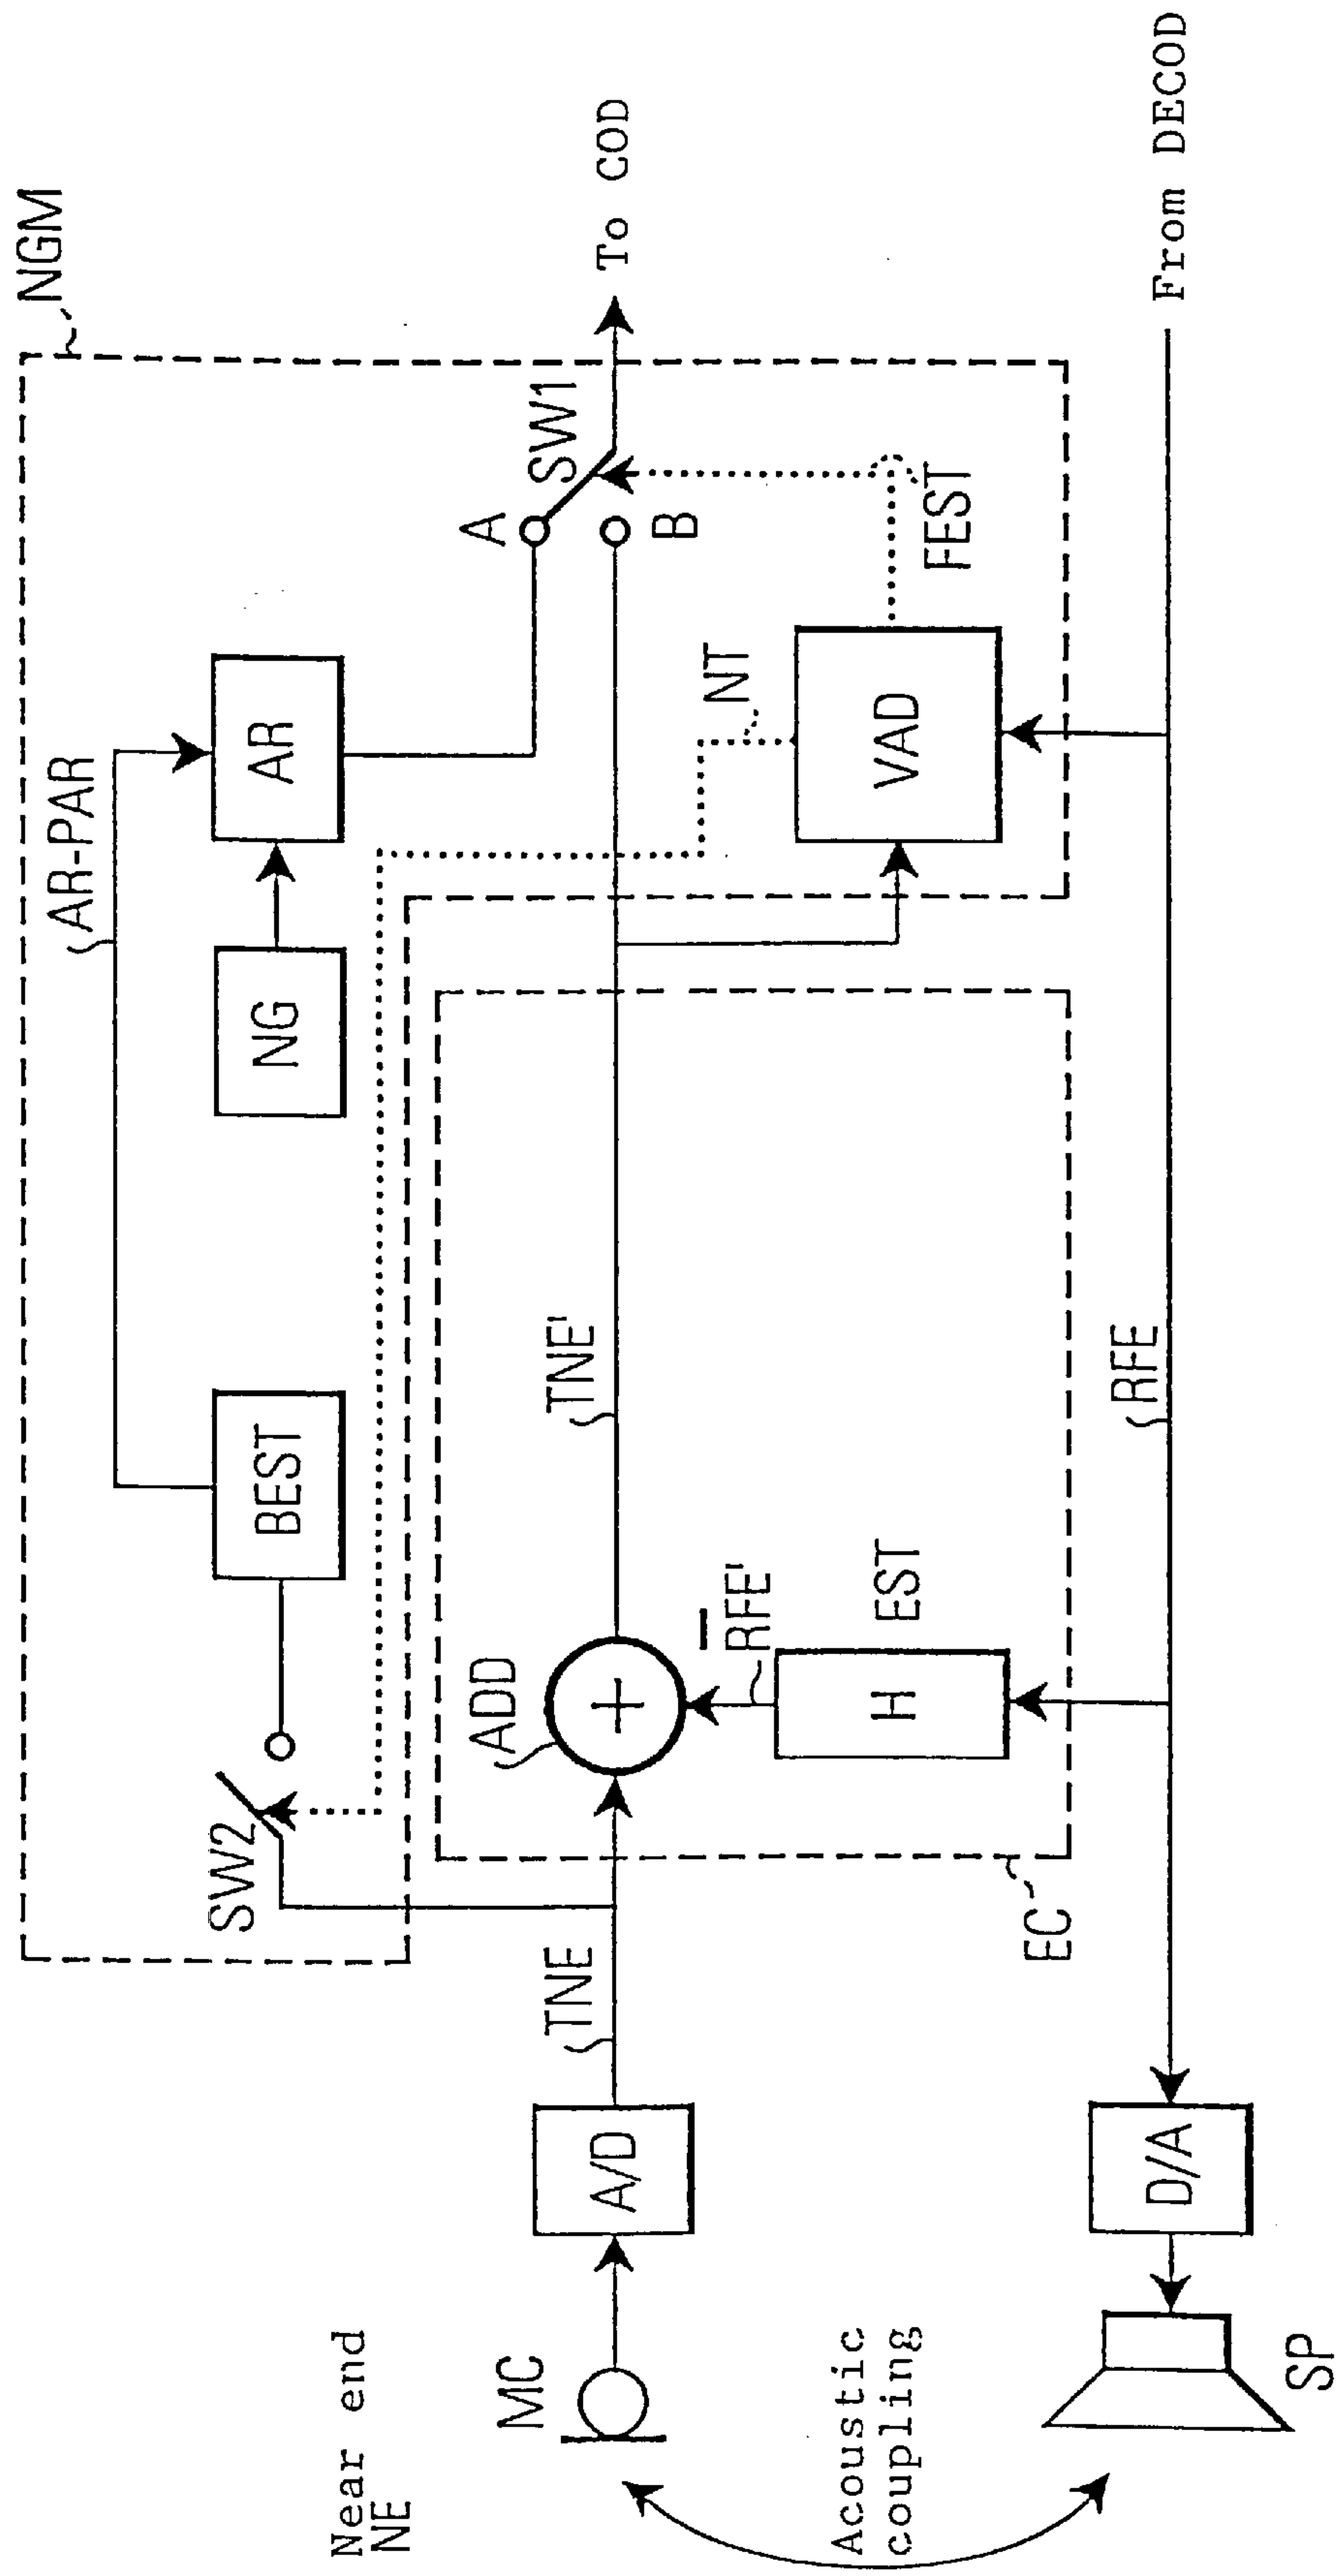 NGM
AR-PAR
SW2
BEST
NG
AR
A
SW1
B
To COD
NT
FEST
VAD
Near end
NE
MC
A/D
TNE
ADD
TNE'
RFE'
H
EST
EC
Acoustic
coupling
SP
D/A
RFE
From DECOD